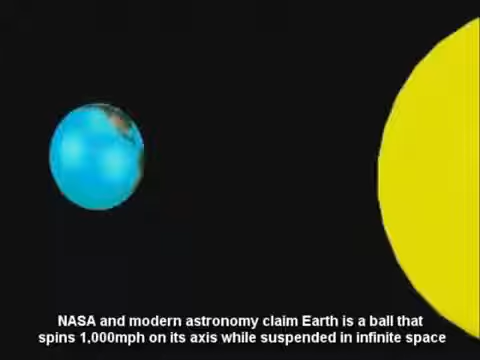 NASA and modern astronomy claim Earth is a ball that
spins 1,000mph on its axis while suspended in infinite space